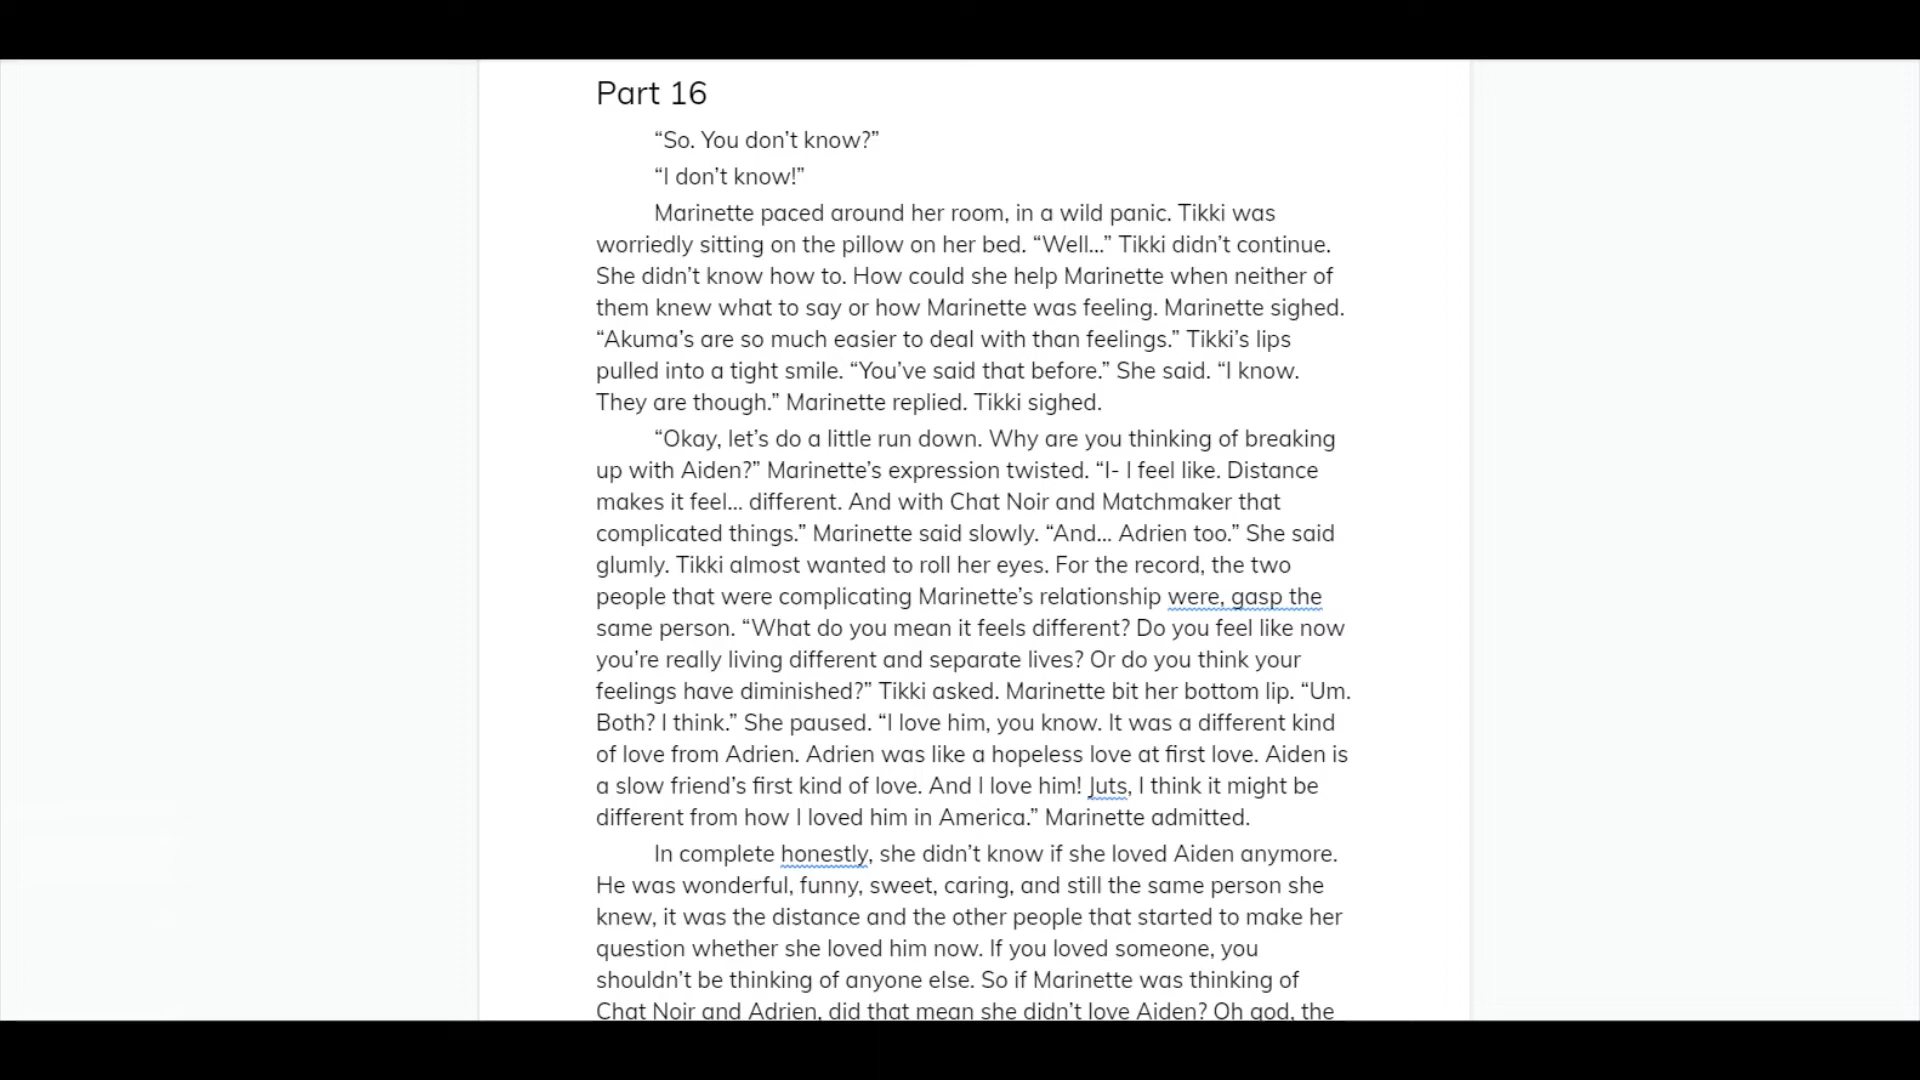 Part 16
“So. You don’t know?”
“I don’t know!”
Marinette paced around her room, in a wild panic. Tikki was
worriedly sitting on the pillow on her bed. “Well...” Tikki didn’t continue.
She didn’t know how to. How could she help Marinette when neither of
them knew what to say or how Marinette was feeling. Marinette sighed.
“Akuma’s are so much easier to deal with than feelings.” Tikki’s lips
pulled into a tight smile. “You’ve said that before.” She said. “I know.
They are though.” Marinette replied. Tikki sighed.
“Okay, let’s do a little run down. Why are you thinking of breaking
up with Aiden?” Marinette’s expression twisted. “I- I feel like. Distance
makes it feel... different. And with Chat Noir and Matchmaker that
complicated things.” Marinette said slowly. “And... Adrien too.” She said
glumly. Tikki almost wanted to roll her eyes. For the record, the two
people that were complicating Marinette’s relationship were, gasp the
same person. “What do you mean it feels different? Do you feel like now
you’re really living different and separate lives? Or do you think your
feelings have diminished?” Tikki asked. Marinette bit her bottom lip. “Um.
Both? I think.” She paused. “I love him, you know. It was a different kind
of love from Adrien. Adrien was like a hopeless love at first love. Aiden is
a slow friend’s first kind of love. And I love him! Juts, I think it might be
different from how I loved him in America.” Marinette admitted.
In complete honestly, she didn’t know if she loved Aiden anymore.
He was wonderful, funny, sweet, caring, and still the same person she
knew, it was the distance and the other people that started to make her
question whether she loved him now. If you loved someone, you
shouldn’t be thinking of anyone else. So if Marinette was thinking of
Chat Noir and Adrien, did that mean she didn’t love Aiden? Oh god, the